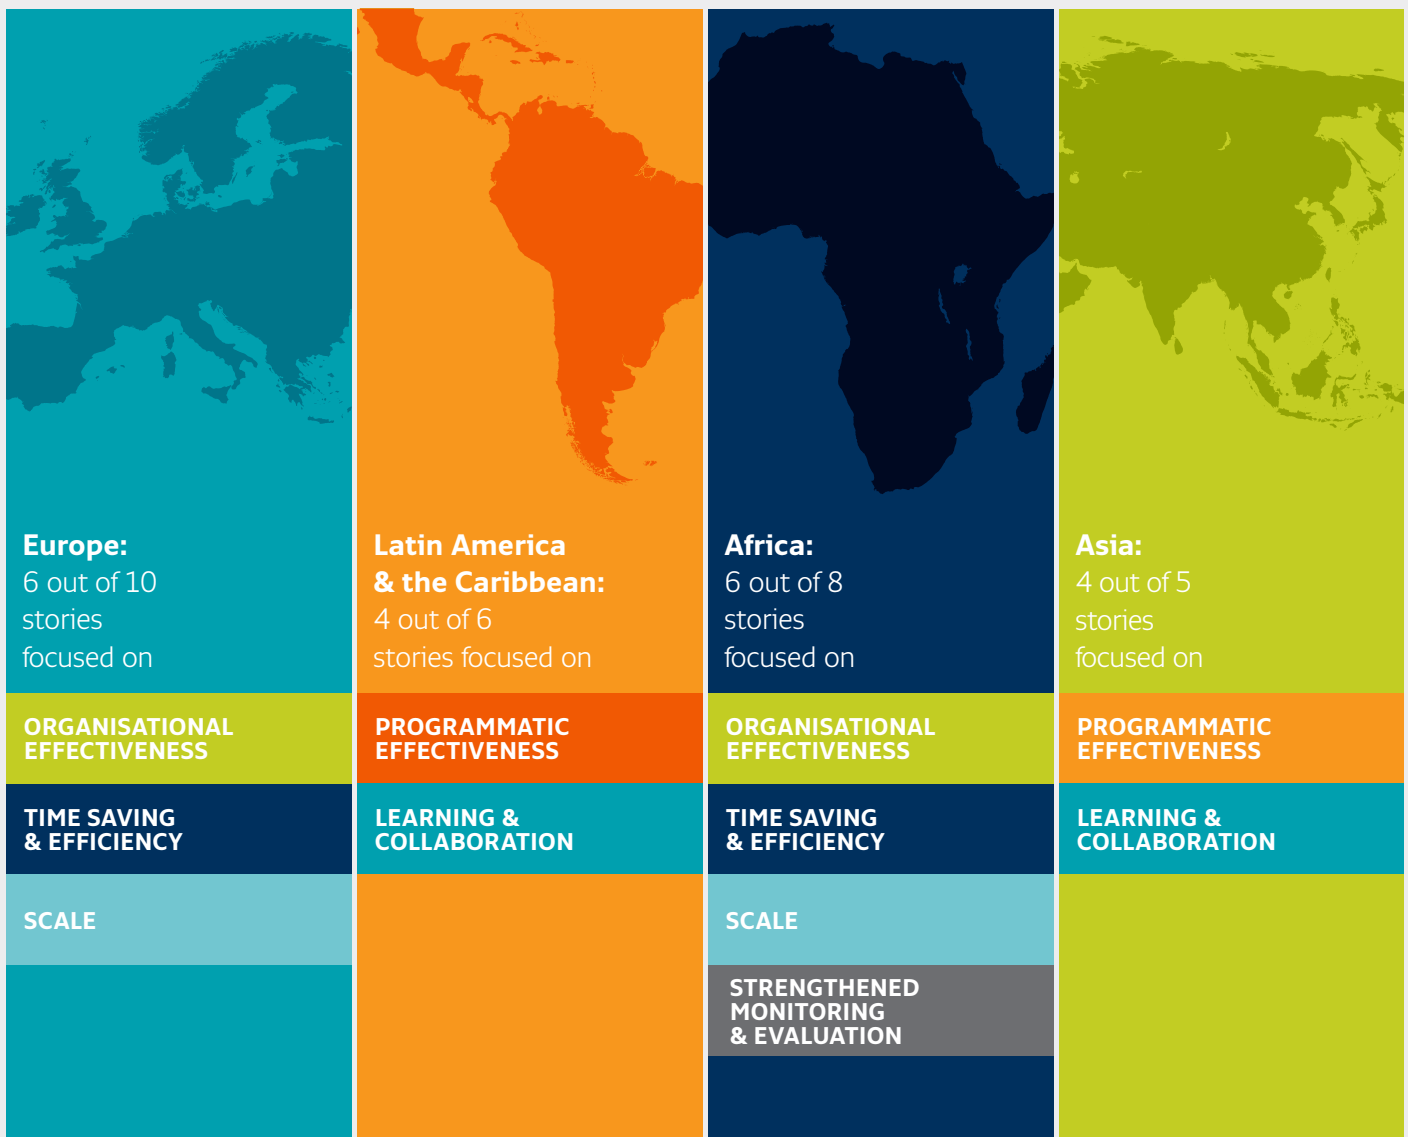 Europe:
6 out of 10
stories
focused on
ORGANISATIONAL
EFFECTIVENESS
TIME SAVING
& EFFICIENCY
SCALE
Latin America
& the Caribbean:
4 out of 6
stories focused on
PROGRAMMATIC
EFFECTIVENESS
LEARNING &
COLLABORATION
Africa:
6 out of 8
stories
focused on
ORGANISATIONAL
EFFECTIVENESS
TIME SAVING
& EFFICIENCY
SCALE
STRENGTHENED
MONITORING
& EVALUATION
Asia:
4 out of 5
stories
focused on
PROGRAMMATIC
EFFECTIVENESS
LEARNING &
COLLABORATION